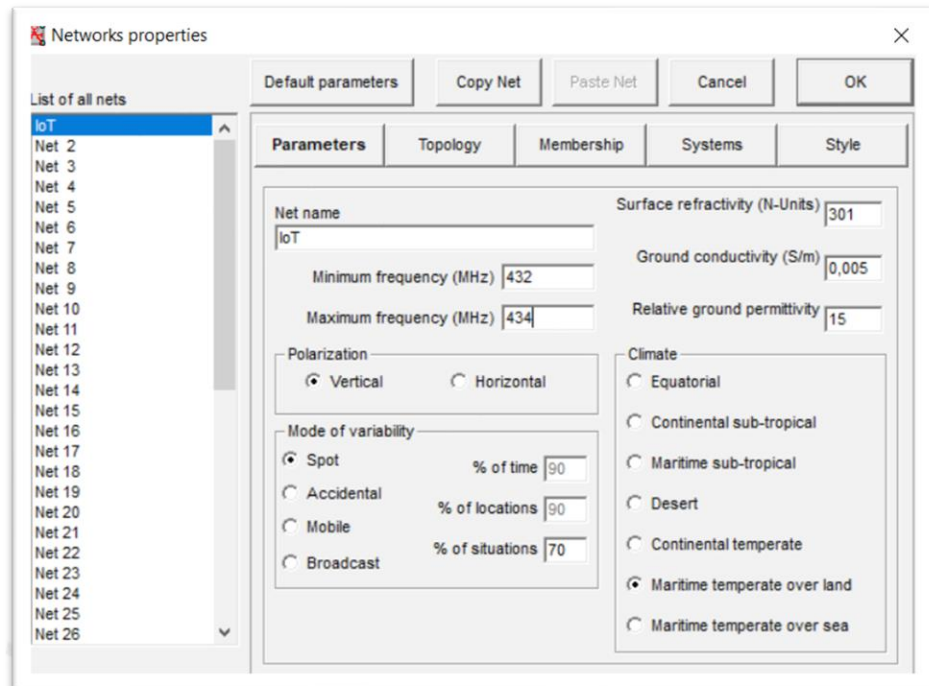 Networks properties
Default parameters Copy Net Paste Net Cancel OK
List of all nets
IoT
Net 2
Net 3
Net 4
Net 5
Net 6
Net 7
Net 8
Net 9
Net 10
Net 11
Net 12
Net 13
Net 14
Net 15
Net 16
Net 17
Net 18
Net 19
Net 20
Net 21
Net 22
Net 23
Net 24
Net 25
Net 26
Parameters Topology Membership Systems Style
Net name
IoT
Minimum frequency (MHz) 432
Maximum frequency (MHz) 434
Surface refractivity (N-Units) 301
Ground conductivity (S/m) 0,005
Relative ground permittivity 15
Polarization
Vertical Horizontal
Mode of variability
Spot
Accidental
Mobile
Broadcast
% of time 90
% of locations 90
% of situations 70
Climate
Equatorial
Continental sub-tropical
Maritime sub-tropical
Desert
Continental temperate
Maritime temperate over land
Maritime temperate over sea